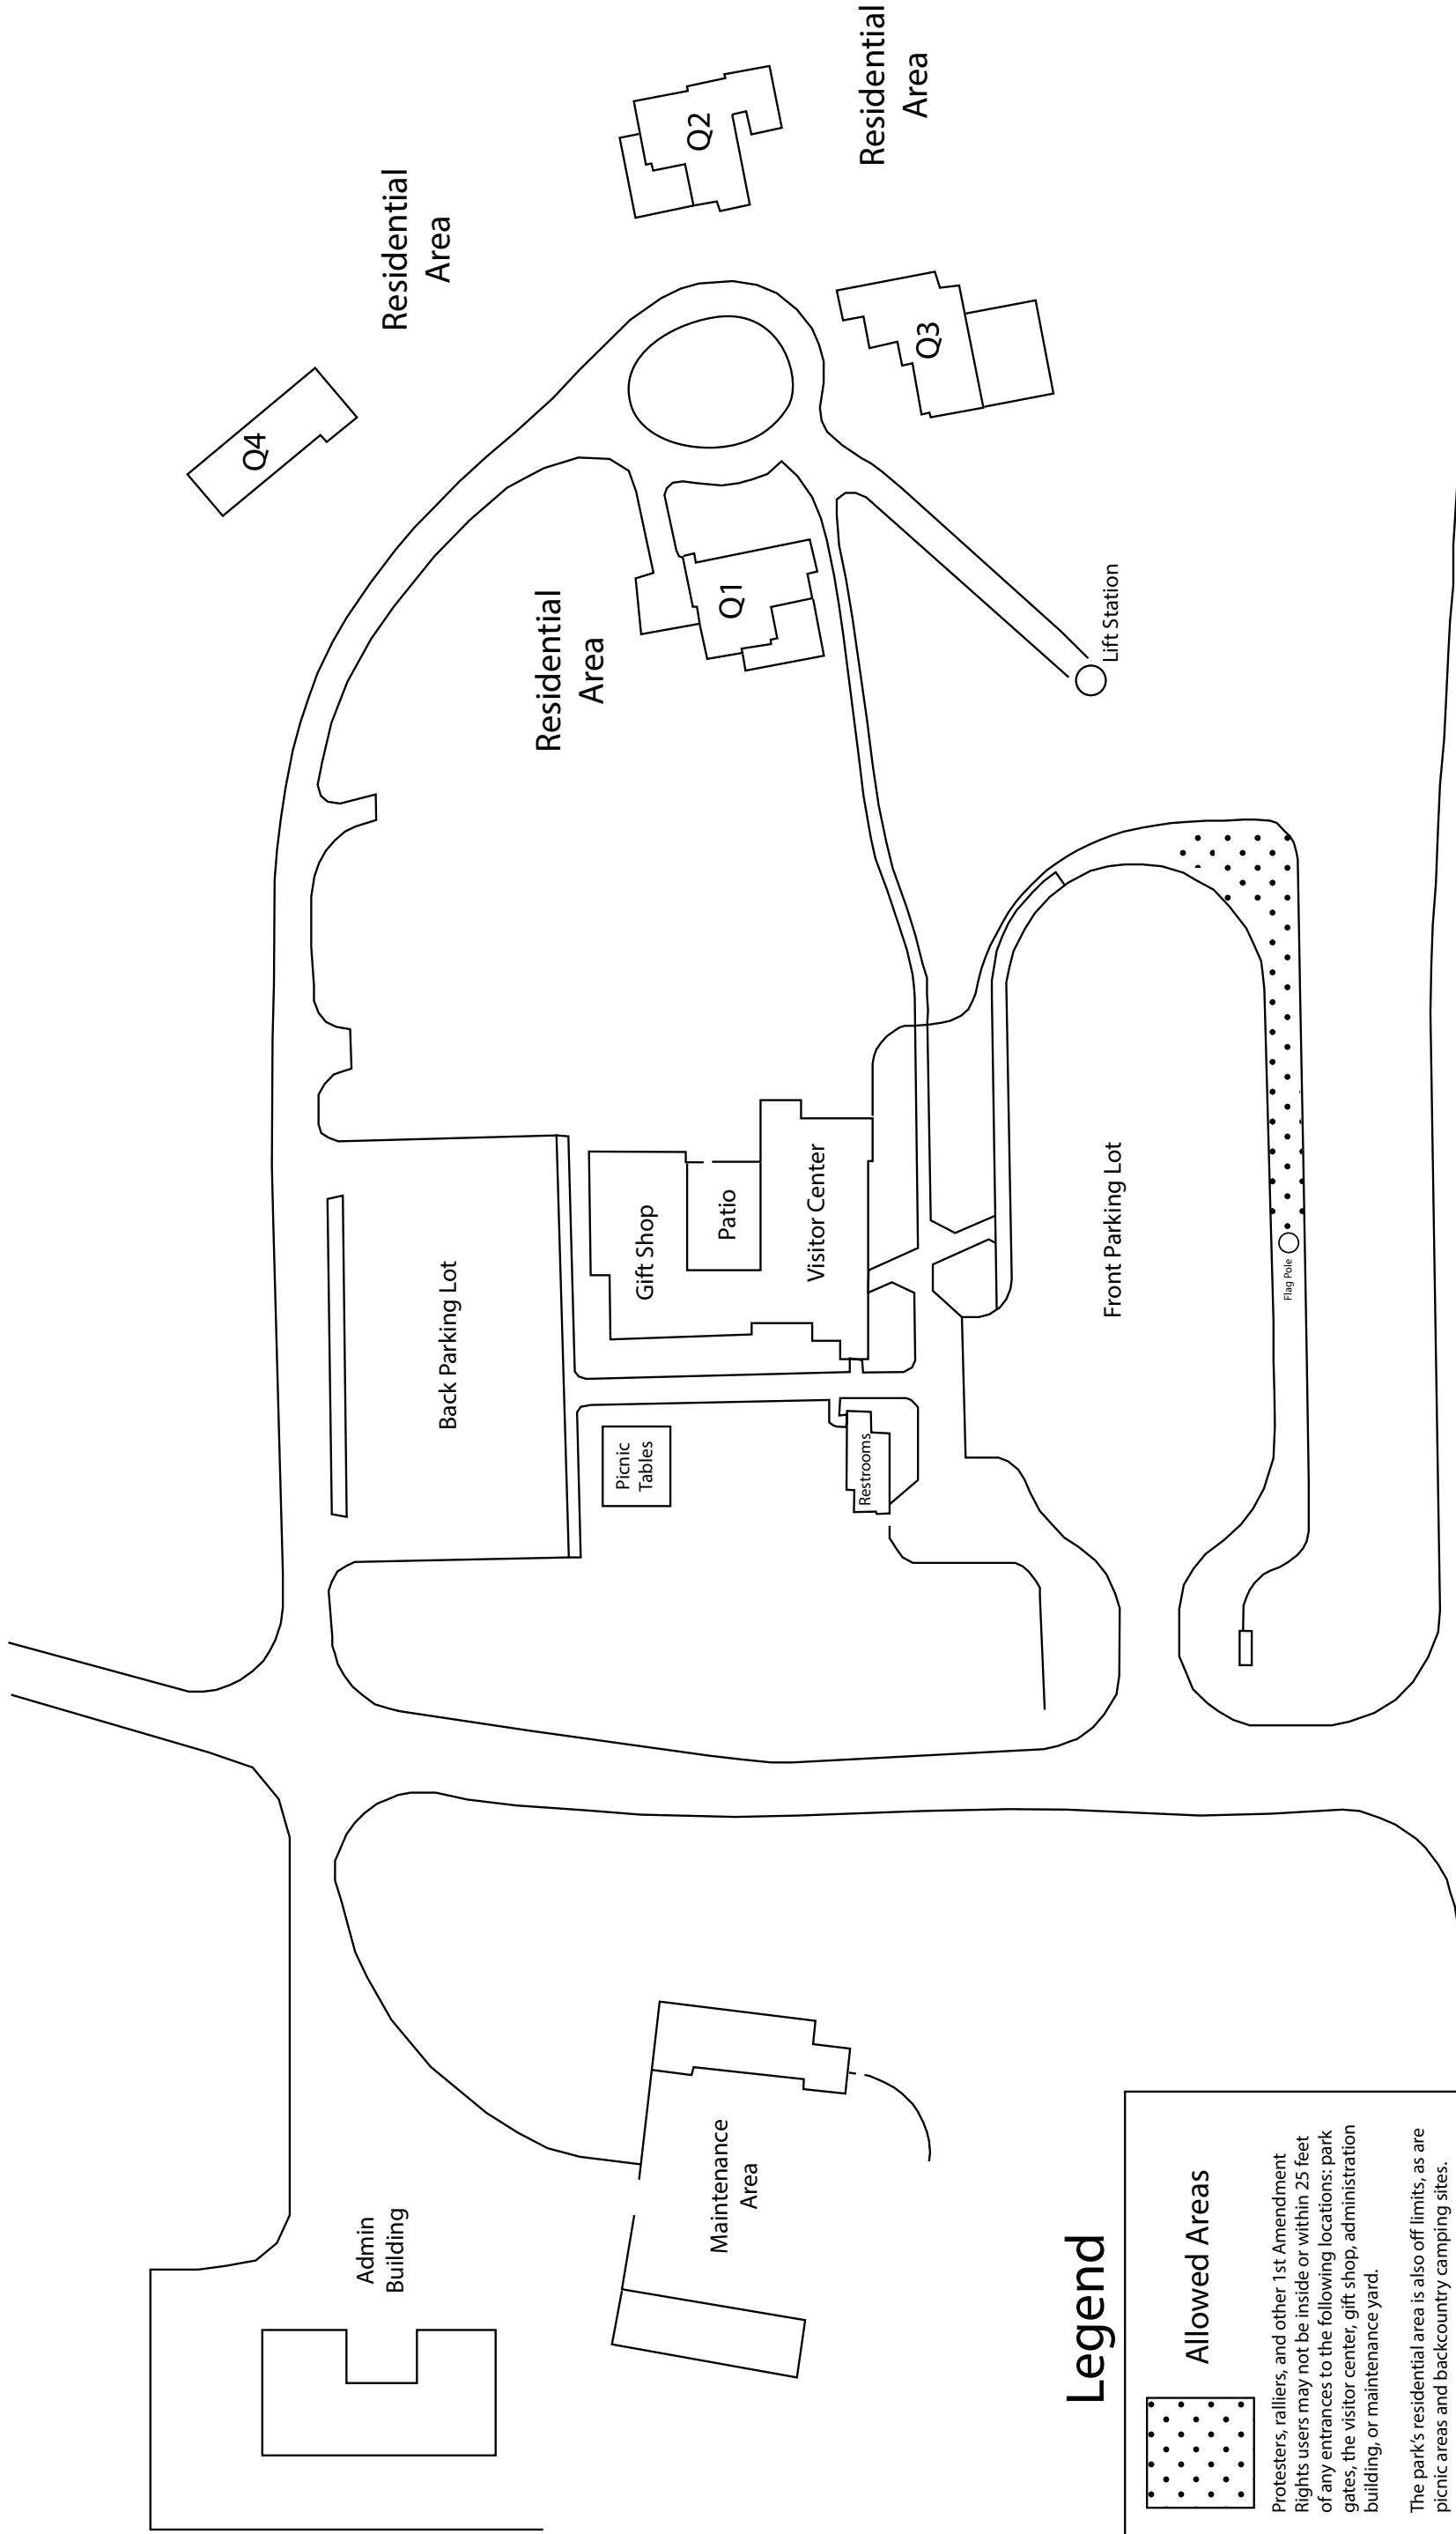 Residential
Area
Q2
Residential
Area
Q4
Q3
Residential
Area
Q1
Lift Station
Back Parking Lot
Gift Shop
Patio
Visitor Center
Front Parking Lot
Flag Pole
Picnic
Tables
Restrooms
Admin
Building
Maintenance
Area
Legend
Allowed Areas
Protesters, ralliers, and other 1st Amendment
Rights users may not be inside or within 25 feet
of any entrances to the following locations: park
gates, the visitor center, gift shop, administration
building, or maintenance yard.
The park's residential area is also off limits, as are
picnic areas and backcountry camping sites.